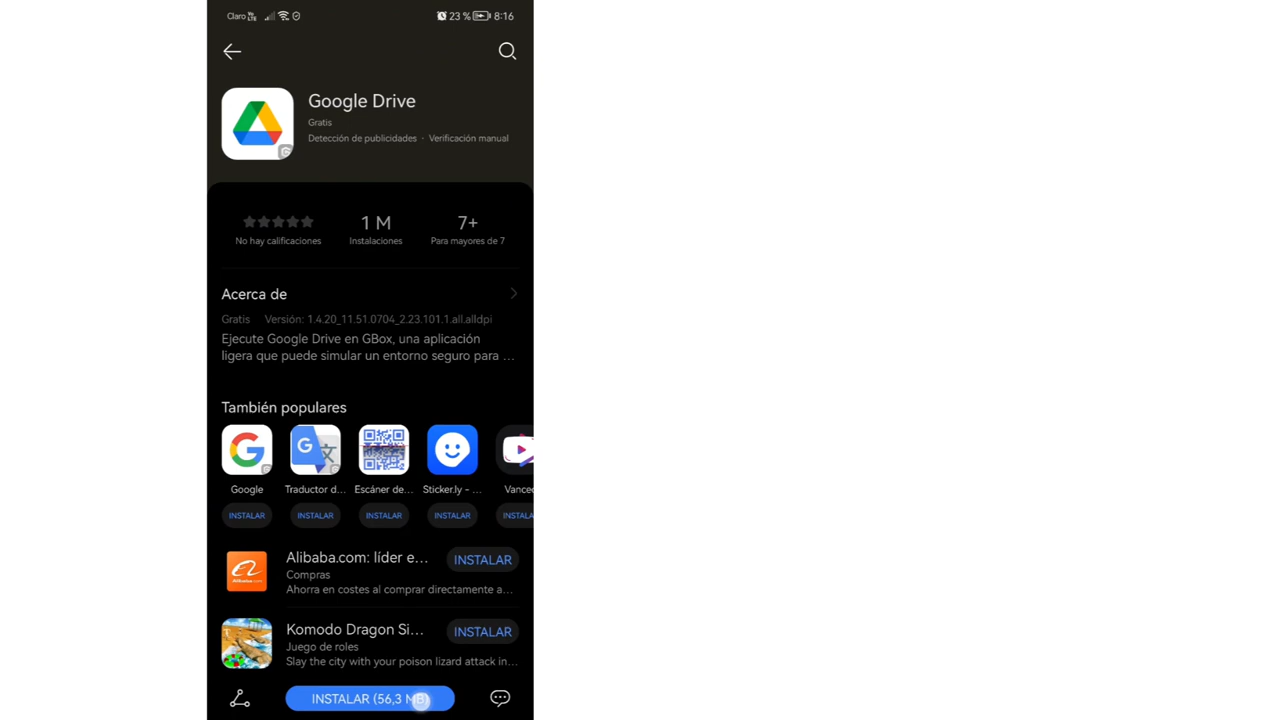 Claro
23 % 8:16
Google Drive
Gratis
Detección de publicidades · Verificación manual
1 M
7+
No hay calificaciones
Instalaciones
Para mayores de 7
Acerca de
Gratis Versión: 1.4.20_11.51.0704_2.23.101.1.all.alldpi
Ejecute Google Drive en GBox, una aplicación
ligera que puede simular un entorno seguro para ...
También populares
Google
Traductor d...
Escáner de...
Sticker.ly - ...
Vanced
INSTALAR
INSTALAR
INSTALAR
INSTALAR
INSTALA
Alibaba.com: líder e...
Compras
Ahorra en costes al comprar directamente a...
INSTALAR
Komodo Dragon Si...
Juego de roles
Slay the city with your poison lizard attack in...
INSTALAR
INSTALAR (56,3 MB)